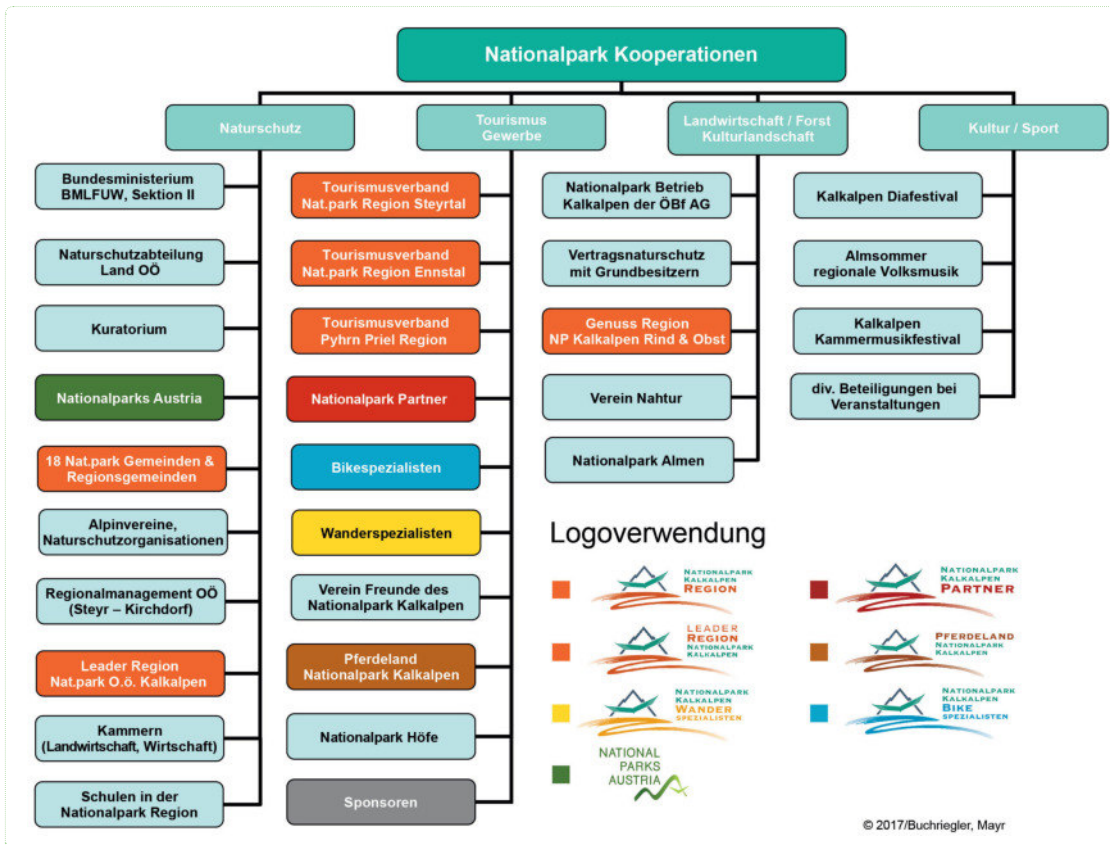 Nationalpark Kooperationen
Naturschutz
Tourismus
Gewerbe
Landwirtschaft / Forst
Kulturlandschaft
Kultur / Sport
Bundesministerium
BMLFUW, Sektion II
Naturschutzabteilung
Land OÖ
Kuratorium
Nationalparks Austria
18 Nat.park Gemeinden &
Regionsgemeinden
Alpinvereine,
Naturschutzorganisationen
Regionalmanagement OÖ
(Steyr – Kirchdorf)
Leader Region
Nat.park O.ö. Kalkalpen
Kammern
(Landwirtschaft, Wirtschaft)
Schulen in der
Nationalpark Region
Tourismusverband
Nat.park Region Steyrtal
Tourismusverband
Nat.park Region Ennstal
Tourismusverband
Pyhrn Priel Region
Nationalpark Partner
Bikespezialisten
Wanderspezialisten
Verein Freunde des
Nationalpark Kalkalpen
Pferdeland
Nationalpark Kalkalpen
Nationalpark Höfe
Sponsoren
Nationalpark Betrieb
Kalkalpen der ÖBf AG
Vertragsnaturschutz
mit Grundbesitzern
Genuss Region
NP Kalkalpen Rind & Obst
Verein Nahtur
Nationalpark Almen
Kalkalpen Diafestival
Almsommer
regionale Volksmusik
Kalkalpen
Kammermusikfestival
div. Beteiligungen bei
Veranstaltungen
Logoverwendung
NATIONALPARK
KALKALPEN
REGION
LEADER
REGION
NATIONALPARK
KALKALPEN
NATIONALPARK
KALKALPEN
WANDER
SPEZIALISTEN
NATIONAL
PARKS
AUSTRIA
NATIONALPARK
KALKALPEN
PARTNER
PFERDELAND
NATIONALPARK
KALKALPEN
NATIONALPARK
KALKALPEN
BIKE
SPEZIALISTEN
© 2017/Buchriegler, Mayr